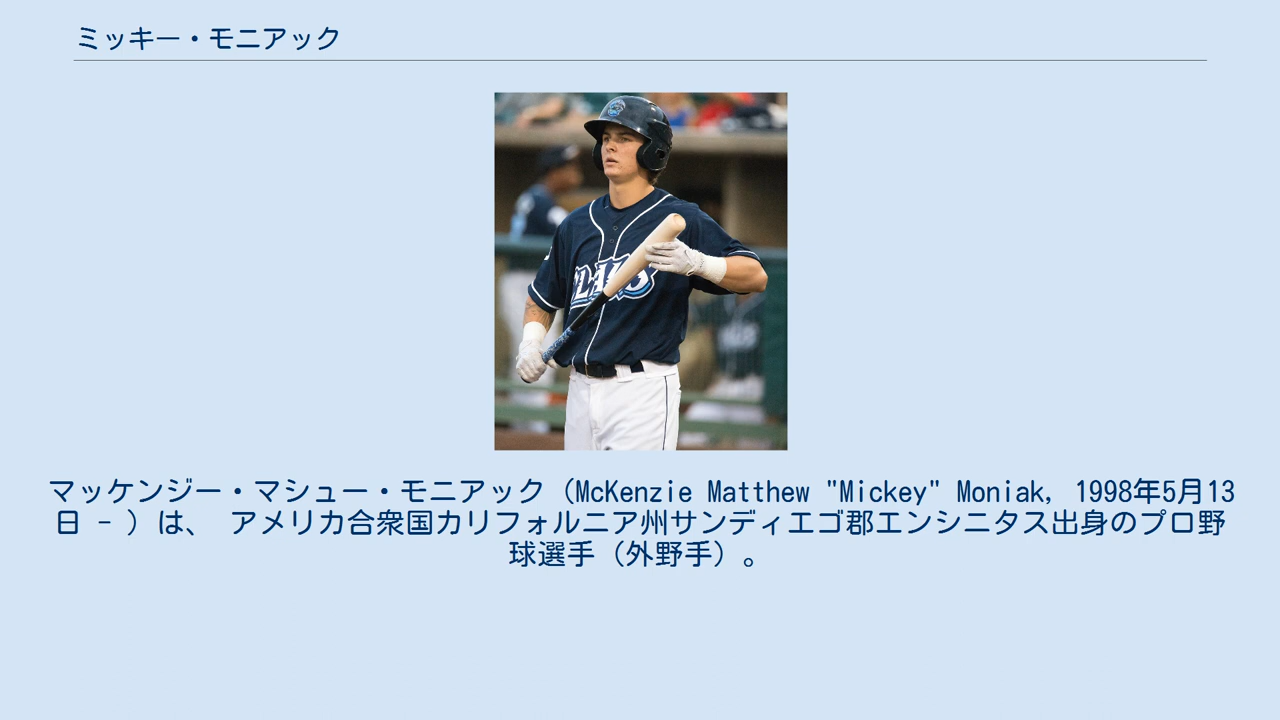 ミッキー・モニアック
マッケンジー・マシュー・モニアック（McKenzie Matthew "Mickey" Moniak, 1998年5月13
日 - ）は、 アメリカ合衆国カリフォルニア州サンディエゴ郡エンシニタス出身のプロ野
球選手（外野手）。